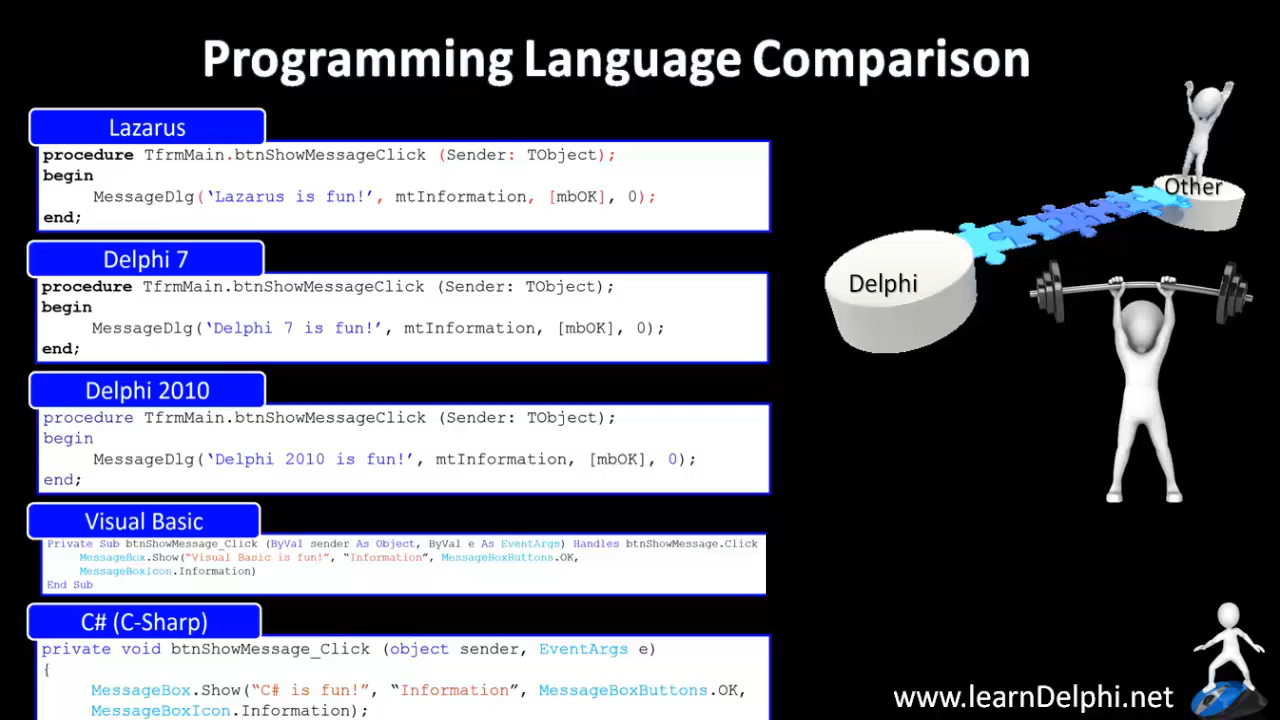 Programming Language Comparison
Lazarus
procedure TfrmMain.btnShowMessageClick (Sender: TObject);
begin
MessageDlg(‘Lazarus is fun!’, mtInformation, [mbOK], 0);
end;
Delphi 7
procedure TfrmMain.btnShowMessageClick (Sender: TObject);
begin
MessageDlg(‘Delphi 7 is fun!’, mtInformation, [mbOK], 0);
end;
Delphi 2010
procedure TfrmMain.btnShowMessageClick (Sender: TObject);
begin
MessageDlg(‘Delphi 2010 is fun!’, mtInformation, [mbOK], 0);
end;
Visual Basic
Private Sub btnShowMessage_Click (ByVal sender As Object, ByVal e As EventArgs) Handles btnShowMessage.Click
MessageBox.Show(“Visual Basic is fun!”, “Information”, MessageBoxButtons.OK,
MessageBoxIcon.Information)
End Sub
C# (C-Sharp)
private void btnShowMessage_Click (object sender, EventArgs e)
{
MessageBox.Show(“C# is fun!”, “Information”, MessageBoxButtons.OK,
MessageBoxIcon.Information);
Other
Delphi
www.learnDelphi.net